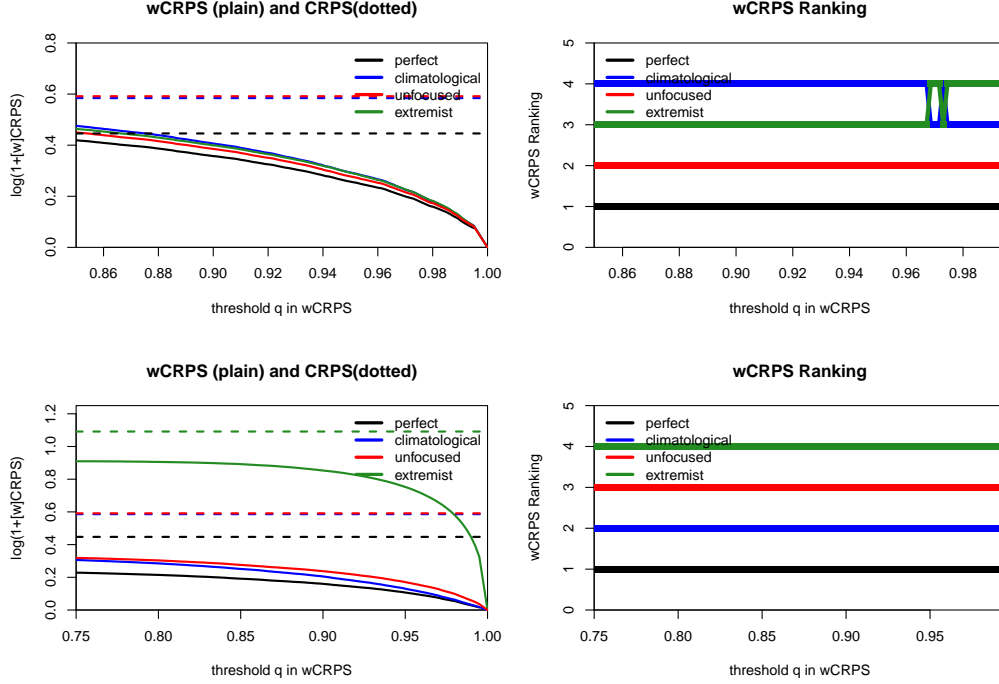 wCRPS (plain) and CRPS(dotted)
log(1+[w]CRPS)
0.8
0.6
0.4
0.2
0.0
perfect
climatological
unfocused
extremist
0.86 0.88 0.90 0.92 0.94 0.96 0.98 1.00
threshold q in wCRPS
wCRPS Ranking
wCRPS Ranking
5
4
3
2
1
0
perfect
climatological
unfocused
extremist
0.86 0.88 0.90 0.92 0.94 0.96 0.98
threshold q in wCRPS
wCRPS (plain) and CRPS(dotted)
log(1+[w]CRPS)
1.2
1.0
0.8
0.6
0.4
0.2
0.0
perfect
climatological
unfocused
extremist
0.75 0.80 0.85 0.90 0.95 1.00
threshold q in wCRPS
wCRPS Ranking
wCRPS Ranking
5
4
3
2
1
0
perfect
climatological
unfocused
extremist
0.75 0.80 0.85 0.90 0.95
threshold q in wCRPS